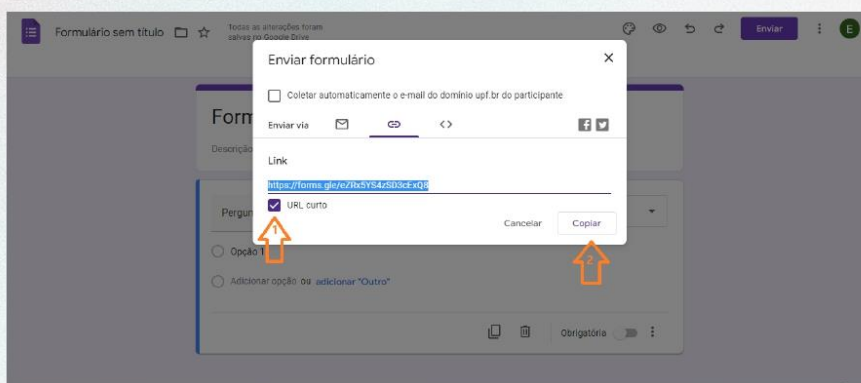 Formulário sem título
Todas as alterações foram
salvas no Google Drive
Enviar
E
Enviar formulário
Coletar automaticamente o e-mail do domínio upf.br do participante
Form
Enviar via
Descrição
Link
https://forms.gle/eZRx5YS4zSD3cExQ8
URL curto
Pergun
Cancelar
Copiar
1
2
Opção 1
Adicionar opção ou adicionar "Outro"
Obrigatória